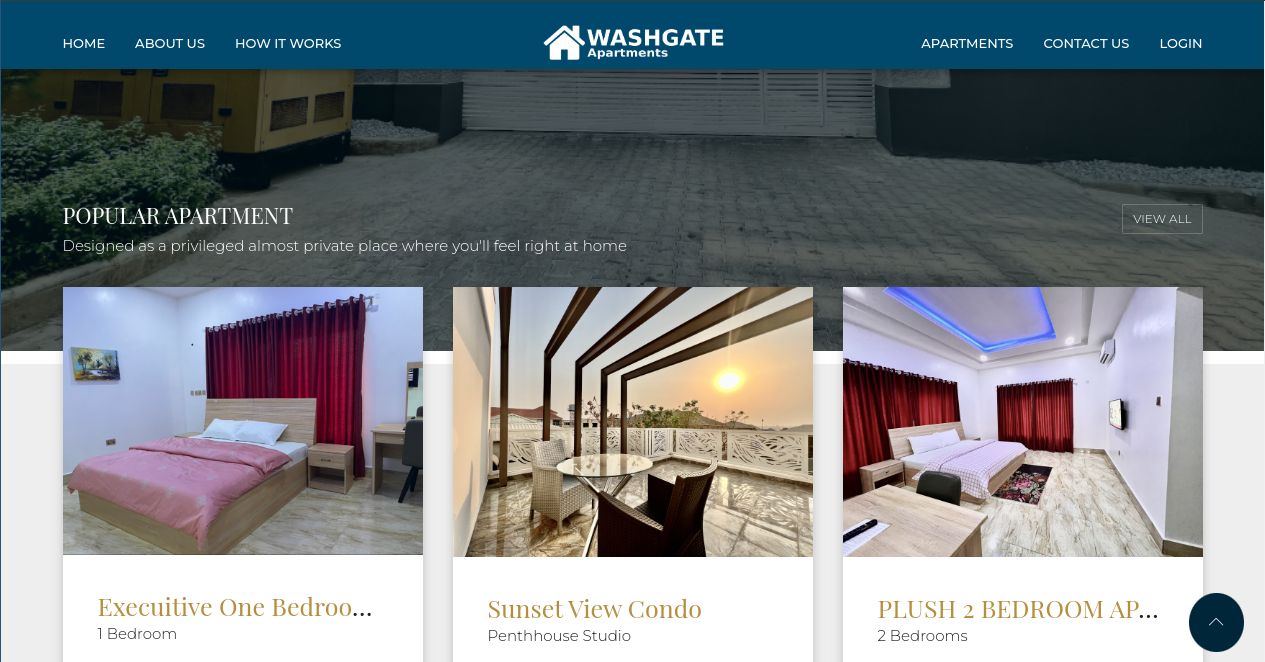 HOME ABOUT US HOW IT WORKS
WASHGATE
Apartments
APARTMENTS CONTACT US LOGIN
POPULAR APARTMENT
VIEW ALL
Designed as a privileged almost private place where you'll feel right at home
Execuitive One Bedroo...
1 Bedroom
Sunset View Condo
Penthhouse Studio
PLUSH 2 BEDROOM AP...
2 Bedrooms